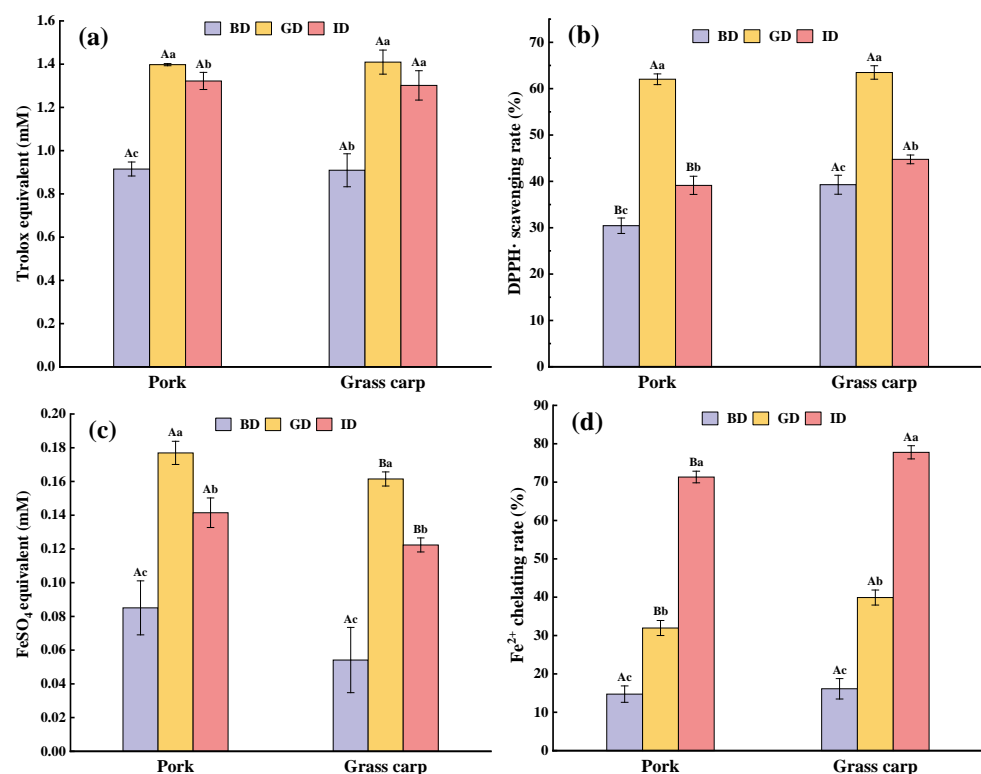 (a)
BD GD ID
Trolox equivalent (mM)
1.6
1.4
1.2
1.0
0.8
0.6
0.4
0.2
0.0
Ac Aa Ab
Ab Aa Aa
Pork Grass carp
(b)
BD GD ID
DPPH· scavenging rate (%)
70
60
50
40
30
20
10
0
Bc Aa Bb
Ac Aa Ab
Pork Grass carp
(c)
BD GD ID
FeSO4 equivalent (mM)
0.20
0.18
0.16
0.14
0.12
0.10
0.08
0.06
0.04
0.02
0.00
Ac Aa Ab
Ac Ba Bb
Pork Grass carp
(d)
BD GD ID
Fe²⁺ chelating rate (%)
90
80
70
60
50
40
30
20
10
0
Ac Bb Ba
Ac Ab Aa
Pork Grass carp